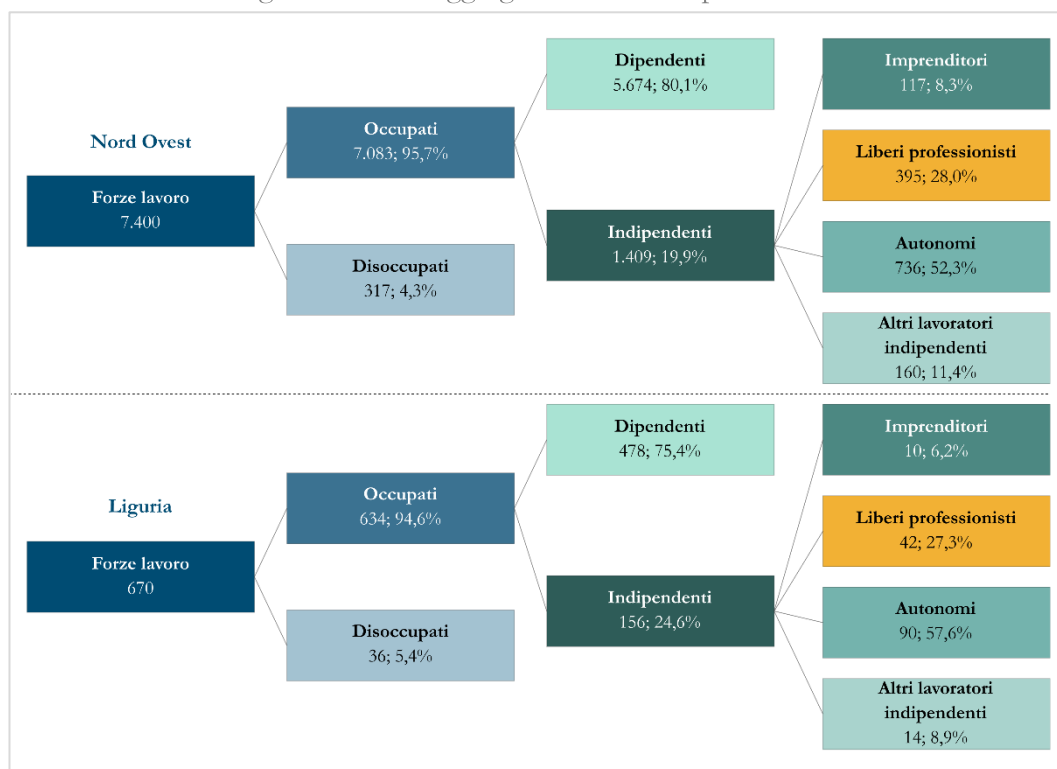 Nord Ovest
Forze lavoro
7.400
Occupati
7.083; 95,7%
Disoccupati
317; 4,3%
Dipendenti
5.674; 80,1%
Indipendenti
1.409; 19,9%
Imprenditori
117; 8,3%
Liberi professionisti
395; 28,0%
Autonomi
736; 52,3%
Altri lavoratori
indipendenti
160; 11,4%
Liguria
Forze lavoro
670
Occupati
634; 94,6%
Disoccupati
36; 5,4%
Dipendenti
478; 75,4%
Indipendenti
156; 24,6%
Imprenditori
10; 6,2%
Liberi professionisti
42; 27,3%
Autonomi
90; 57,6%
Altri lavoratori
indipendenti
14; 8,9%